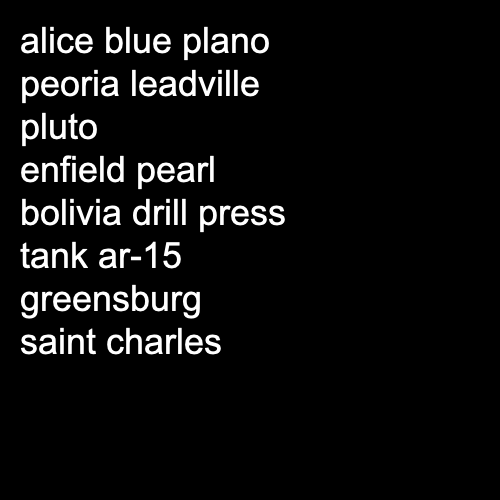 alice blue plano
peoria leadville
pluto
enfield pearl
bolivia drill press
tank ar-15
greensburg
saint charles